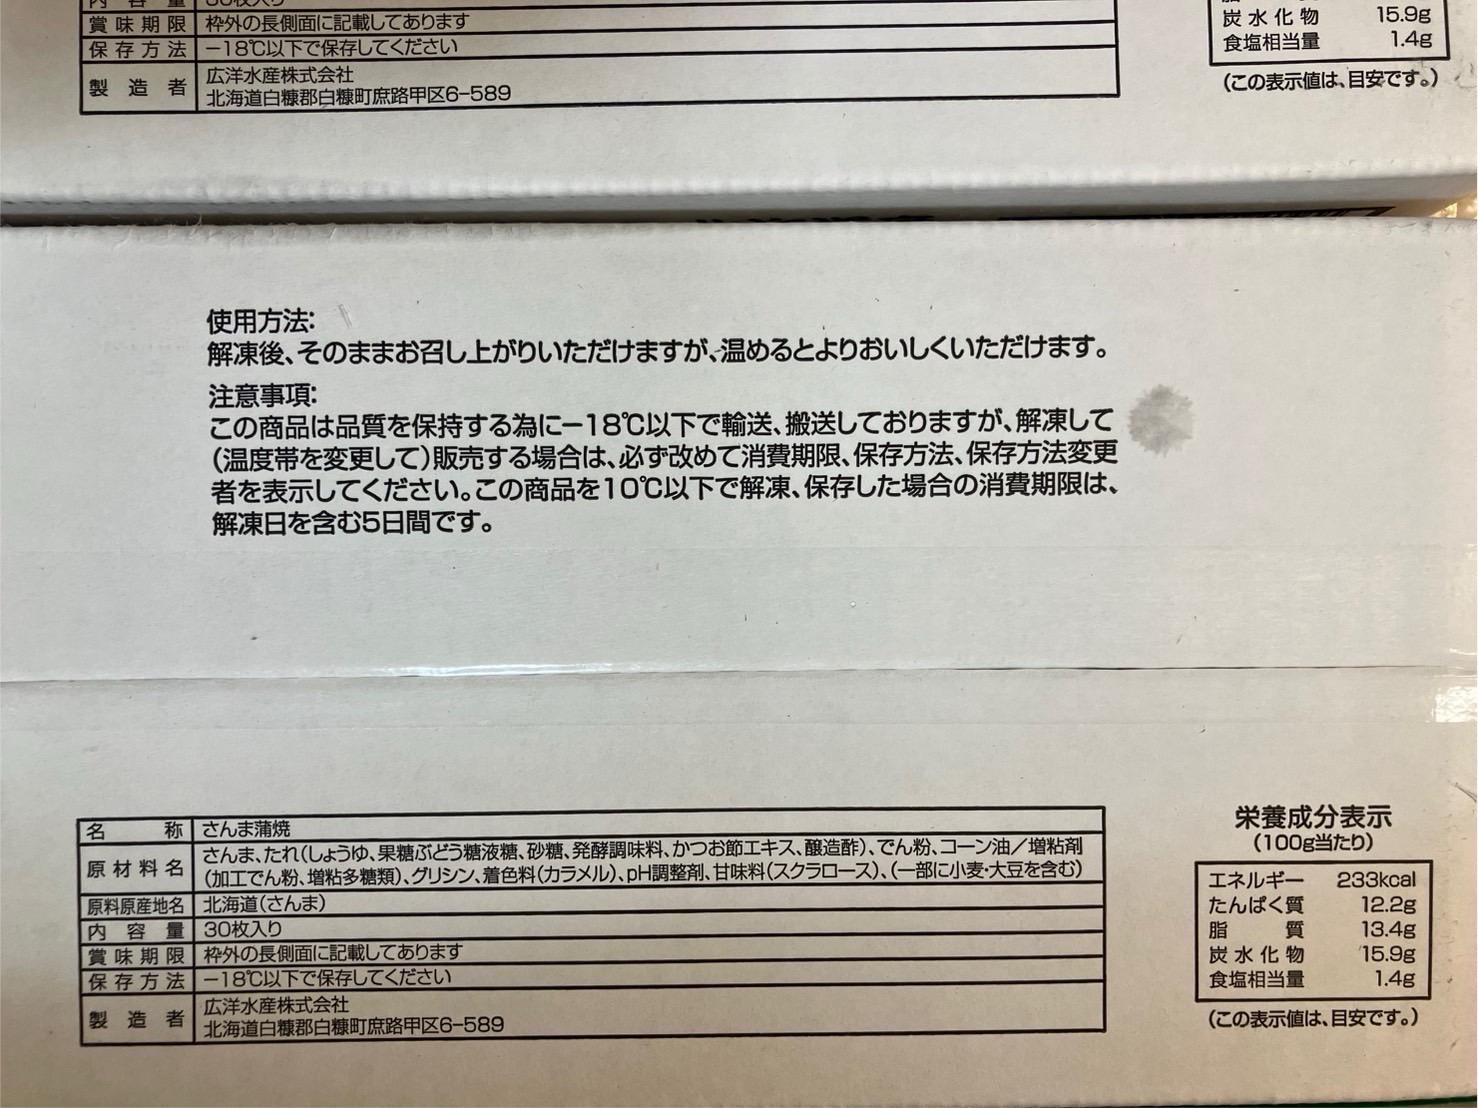 内容量 30枚入り
賞味期限 枠外の長側面に記載してあります
保存方法 −18℃以下で保存してください
製造者 広洋水産株式会社
北海道白糠郡白糠町庶路甲区6−589
炭水化物 15.9g
食塩相当量 1.4g
(この表示値は、目安です。)
使用方法:
解凍後、そのままお召し上がりいただけますが、温めるとよりおいしくいただけます。
注意事項:
この商品は品質を保持する為に−18℃以下で輸送、搬送しておりますが、解凍して
(温度帯を変更して)販売する場合は、必ず改めて消費期限、保存方法、保存方法変更
者を表示してください。この商品を10℃以下で解凍、保存した場合の消費期限は、
解凍日を含む5日間です。
名称 さんま蒲焼
原材料名 さんま、たれ(しょうゆ、果糖ぶどう糖液糖、砂糖、発酵調味料、かつお節エキス、醸造酢)、でん粉、コーン油／増粘剤
(加工でん粉、増粘多糖類)、グリシン、着色料(カラメル)、pH調整剤、甘味料(スクラロース)、(一部に小麦・大豆を含む)
原料原産地名 北海道(さんま)
内容量 30枚入り
賞味期限 枠外の長側面に記載してあります
保存方法 −18℃以下で保存してください
製造者 広洋水産株式会社
北海道白糠郡白糠町庶路甲区6−589
栄養成分表示
(100g当たり)
エネルギー 233kcal
たんぱく質 12.2g
脂質 13.4g
炭水化物 15.9g
食塩相当量 1.4g
(この表示値は、目安です。)